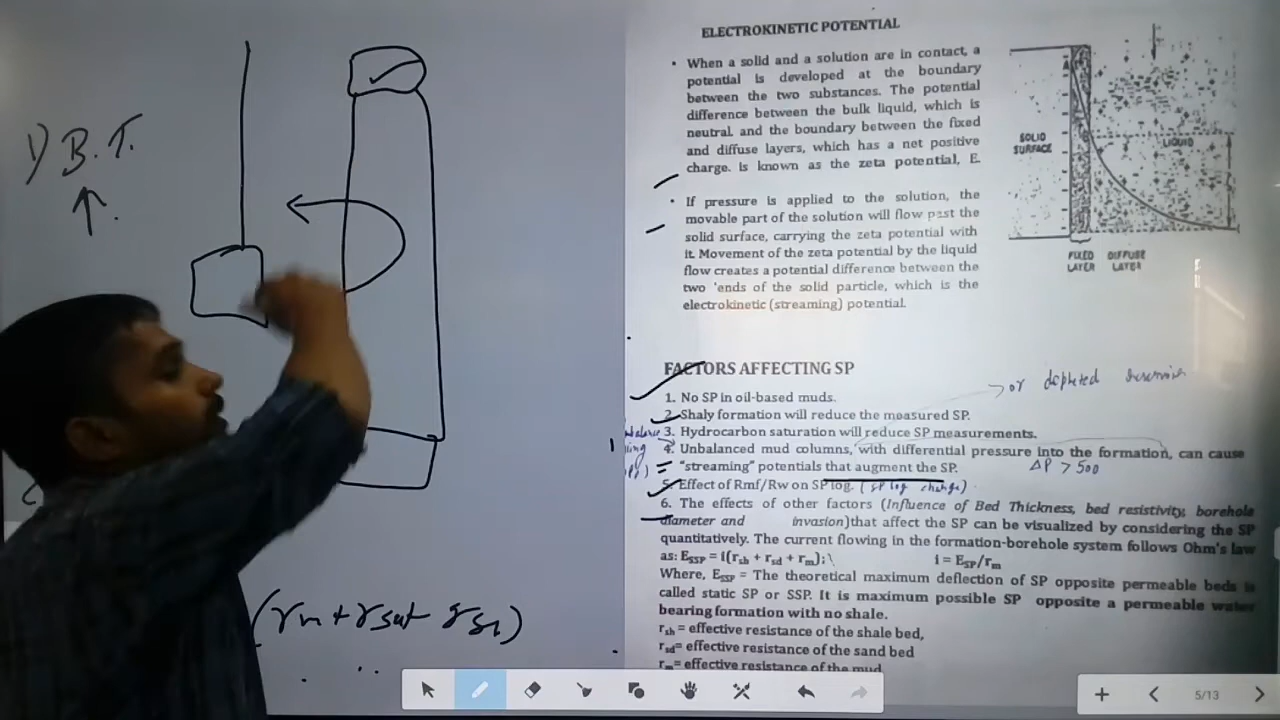 1) B. T.
(rm + rsd + rsh)
ELECTROKINETIC POTENTIAL
• When a solid and a solution are in contact, a
potential is developed at the boundary
between the two substances. The potential
difference between the bulk liquid, which is
neutral, and the boundary between the fixed
and diffuse layers, which has a net positive
charge. Is known as the zeta potential, E.
• If pressure is applied to the solution, the
movable part of the solution will flow past the
solid surface, carrying the zeta potential with
it. Movement of the zeta potential by the liquid
flow creates a potential difference between the
two 'ends of the solid particle, which is the
electrokinetic (streaming) potential.
SOLID
SURFACE
LIQUID
FIXED
LAYER
DIFFUSE
LAYER
FACTORS AFFECTING SP
or depleted
1. No SP in oil-based muds.
2. Shaly formation will reduce the measured SP.
3. Hydrocarbon saturation will reduce SP measurements.
4. Unbalanced mud columns, with differential pressure into the formation, can cause
"streaming" potentials that augment the SP.
ΔP > 500
5. Effect of Rmf/Rw on SP log. (SP log change)
6. The effects of other factors (Influence of Bed Thickness, bed resistivity, borehole
diameter and invasion)that affect the SP can be visualized by considering the SP
quantitatively. The current flowing in the formation-borehole system follows Ohm's law
as: ESSP = i(rsh + rsd + rm);\ i = ESP/rm
Where, ESSP = The theoretical maximum deflection of SP opposite permeable beds is
called static SP or SSP. It is maximum possible SP opposite a permeable water
bearing formation with no shale.
rsh = effective resistance of the shale bed,
rsd= effective resistance of the sand bed
rm= effective resistance of the mud
5/13